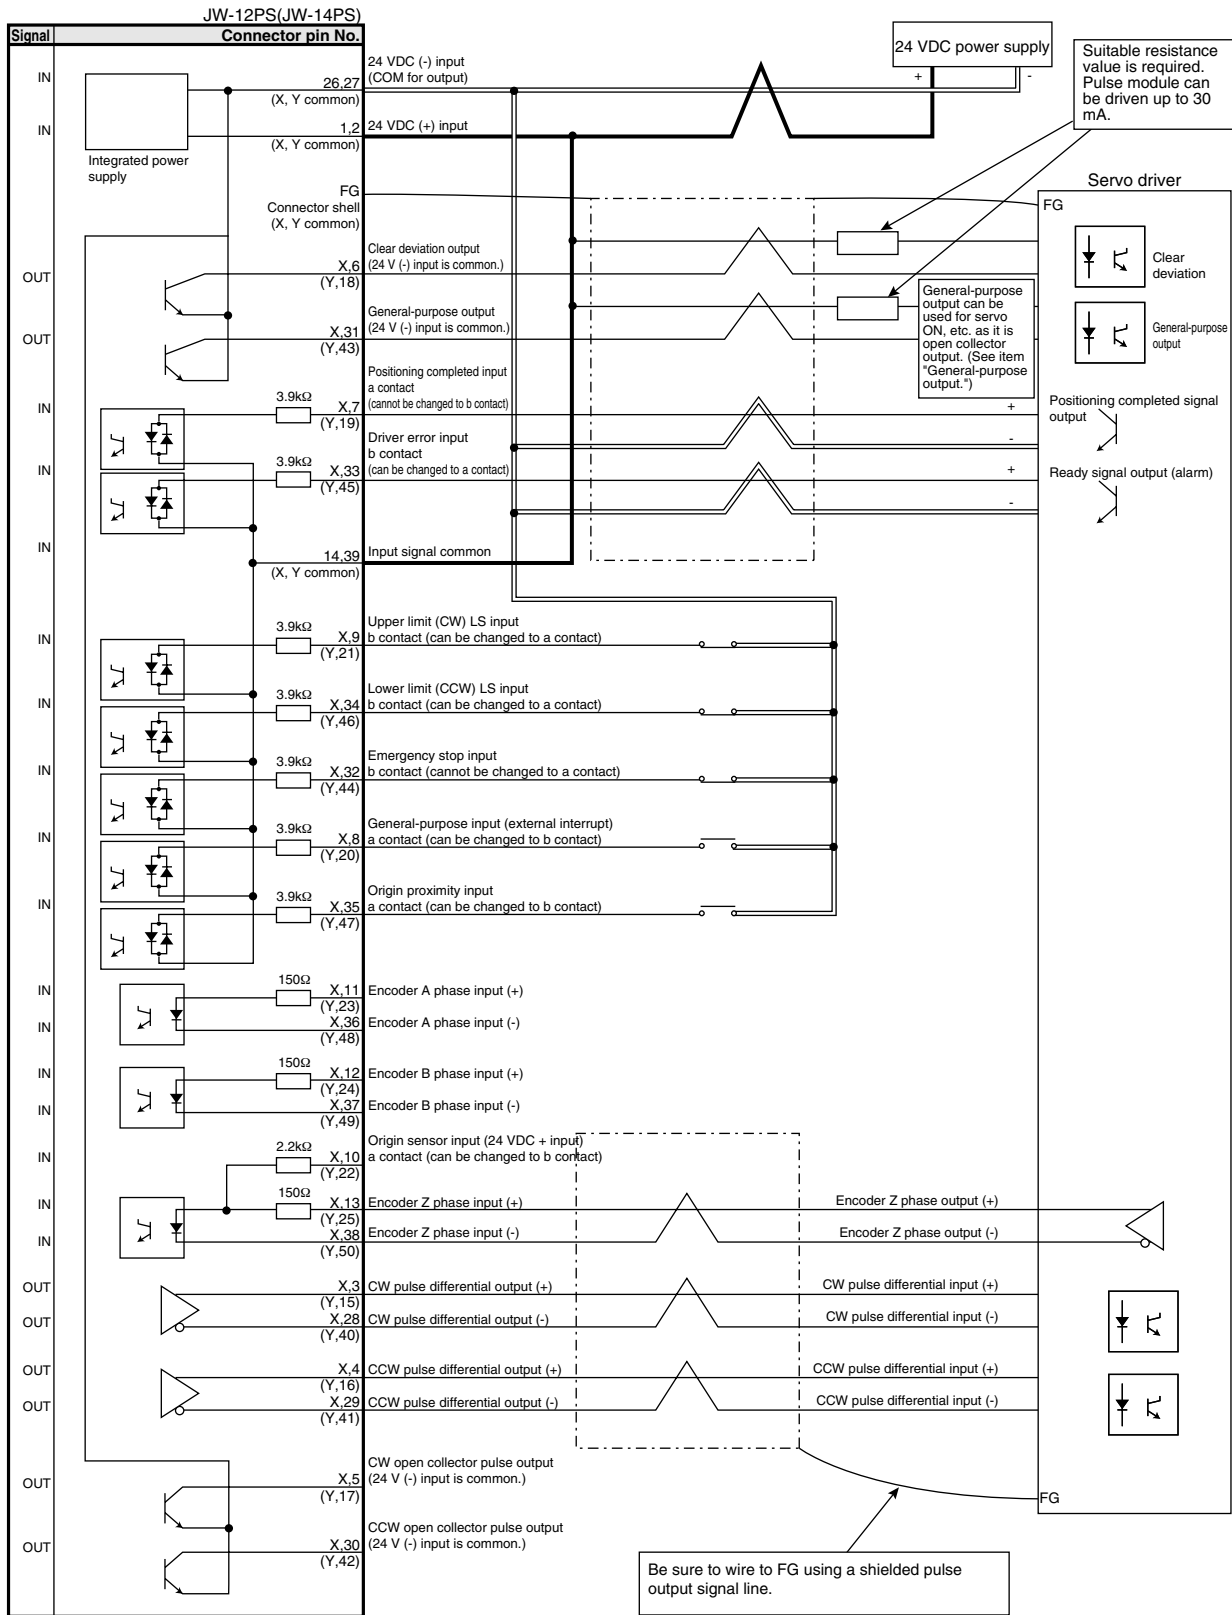 JW-12PS(JW-14PS)
Signal
Connector pin No.
24 VDC power supply
+
-
Suitable resistance
value is required.
Pulse module can
be driven up to 30
mA.
IN
26,27
(X, Y common)
24 VDC (-) input
(COM for output)
IN
1,2
(X, Y common)
24 VDC (+) input
Integrated power
supply
FG
Connector shell
(X, Y common)
Servo driver
FG
OUT
X,6
(Y,18)
Clear deviation output
(24 V (-) input is common.)
Clear
deviation
OUT
X,31
(Y,43)
General-purpose output
(24 V (-) input is common.)
General-purpose
output can be
used for servo
ON, etc. as it is
open collector
output. (See item
"General-purpose
output.")
General-purpose
output
IN
3.9kΩ
X,7
(Y,19)
Positioning completed input
a contact
(cannot be changed to b contact)
+
-
Positioning completed signal
output
IN
3.9kΩ
X,33
(Y,45)
Driver error input
b contact
(can be changed to a contact)
+
-
Ready signal output (alarm)
IN
14,39
(X, Y common)
Input signal common
IN
3.9kΩ
X,9
(Y,21)
Upper limit (CW) LS input
b contact (can be changed to a contact)
IN
3.9kΩ
X,34
(Y,46)
Lower limit (CCW) LS input
b contact (can be changed to a contact)
IN
3.9kΩ
X,32
(Y,44)
Emergency stop input
b contact (cannot be changed to a contact)
IN
3.9kΩ
X,8
(Y,20)
General-purpose input (external interrupt)
a contact (can be changed to b contact)
IN
3.9kΩ
X,35
(Y,47)
Origin proximity input
a contact (can be changed to b contact)
IN
150Ω
X,11
(Y,23)
Encoder A phase input (+)
IN
X,36
(Y,48)
Encoder A phase input (-)
IN
150Ω
X,12
(Y,24)
Encoder B phase input (+)
IN
X,37
(Y,49)
Encoder B phase input (-)
IN
2.2kΩ
X,10
(Y,22)
Origin sensor input (24 VDC + input)
a contact (can be changed to b contact)
IN
150Ω
X,13
(Y,25)
Encoder Z phase input (+)
Encoder Z phase output (+)
IN
X,38
(Y,50)
Encoder Z phase input (-)
Encoder Z phase output (-)
OUT
X,3
(Y,15)
CW pulse differential output (+)
CW pulse differential input (+)
OUT
X,28
(Y,40)
CW pulse differential output (-)
CW pulse differential input (-)
OUT
X,4
(Y,16)
CCW pulse differential output (+)
CCW pulse differential input (+)
OUT
X,29
(Y,41)
CCW pulse differential output (-)
CCW pulse differential input (-)
OUT
X,5
(Y,17)
CW open collector pulse output
(24 V (-) input is common.)
FG
OUT
X,30
(Y,42)
CCW open collector pulse output
(24 V (-) input is common.)
Be sure to wire to FG using a shielded pulse
output signal line.